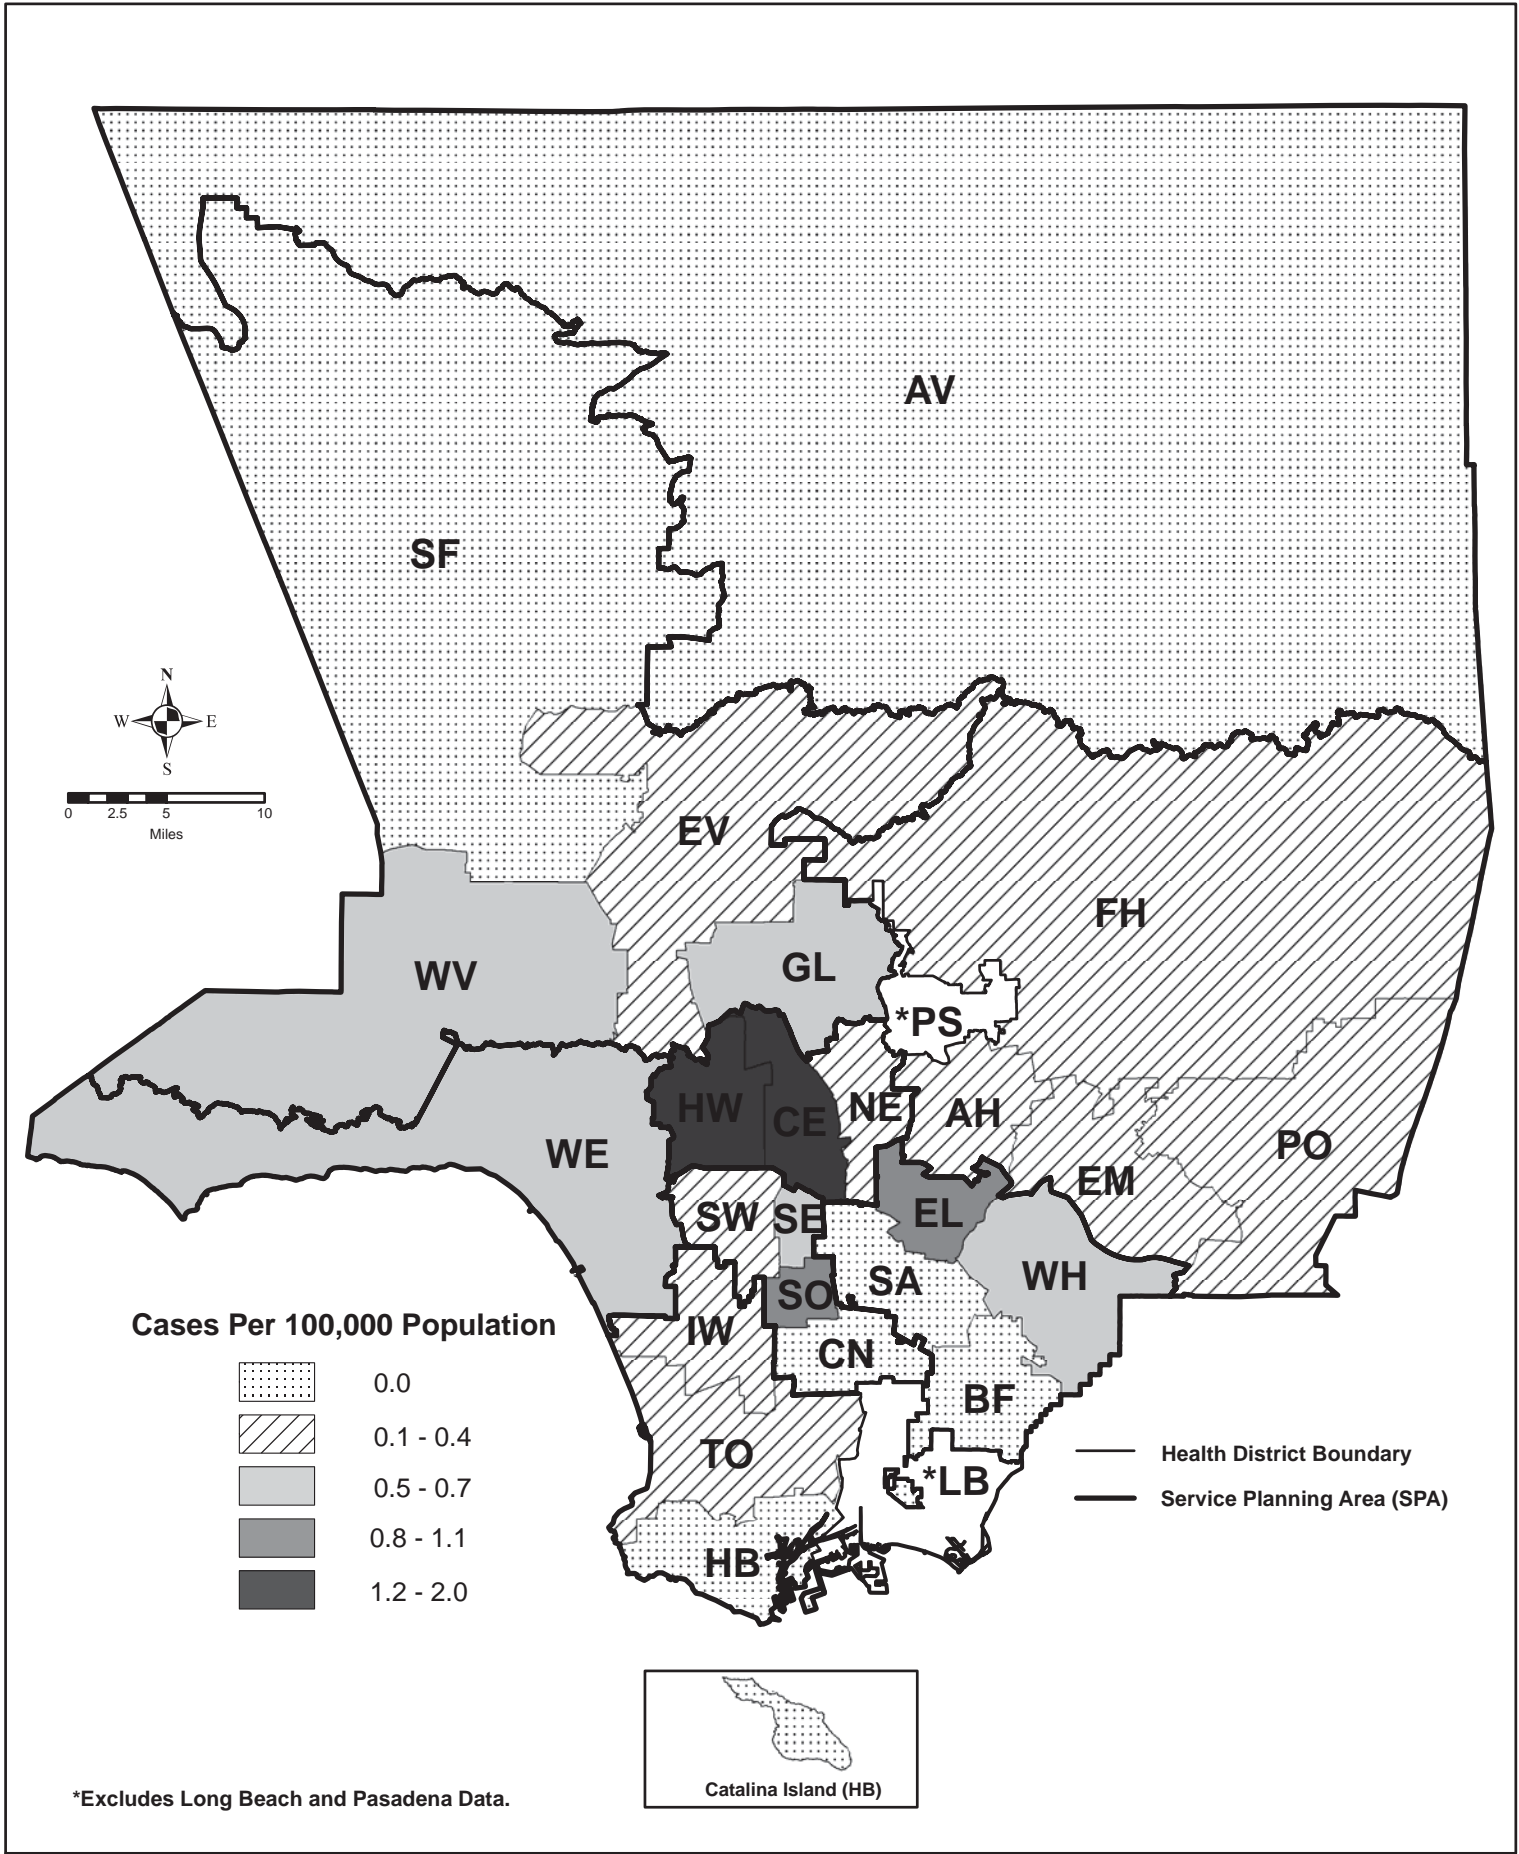 AV
SF
N
W E
S
0 2.5 5 10
Miles
EV
FH
WV
GL
*PS
HW
CE
NE
AH
PO
WE
EM
SW
SE
EL
WH
SA
SO
IW
CN
BF
TO
*LB
HB
Cases Per 100,000 Population
0.0
0.1 - 0.4
0.5 - 0.7
0.8 - 1.1
1.2 - 2.0
Health District Boundary
Service Planning Area (SPA)
Catalina Island (HB)
*Excludes Long Beach and Pasadena Data.